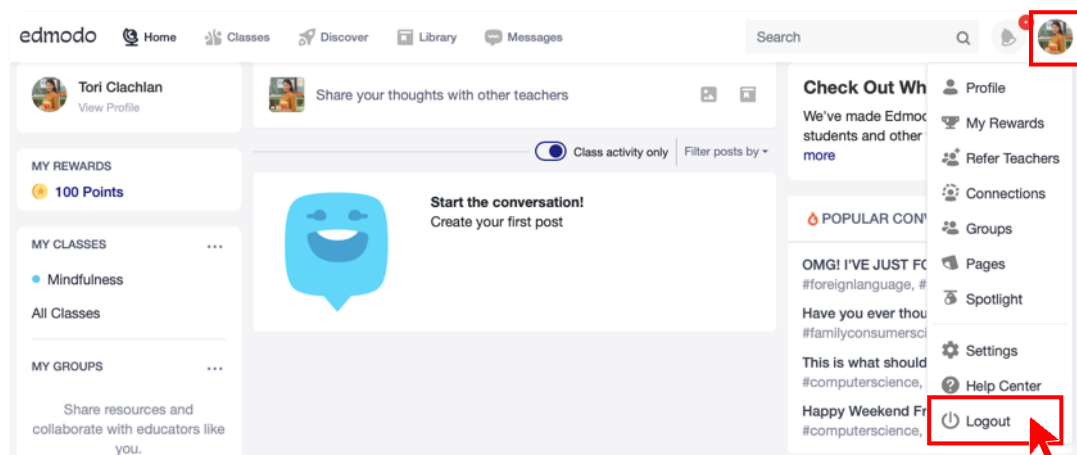 edmodo Home Classes Discover Library Messages Search
Tori Clachlan
View Profile
MY REWARDS
100 Points
MY CLASSES
Mindfulness
All Classes
MY GROUPS
Share resources and
collaborate with educators like
you.
Share your thoughts with other teachers
Class activity only Filter posts by
Start the conversation!
Create your first post
Check Out Wh
We've made Edmod
students and other
more
POPULAR CON
OMG! I'VE JUST FO
#foreignlanguage, #
Have you ever thou
#familyconsumersci
This is what should
#computerscience,
Happy Weekend Fr
#computerscience,
Profile
My Rewards
Refer Teachers
Connections
Groups
Pages
Spotlight
Settings
Help Center
Logout